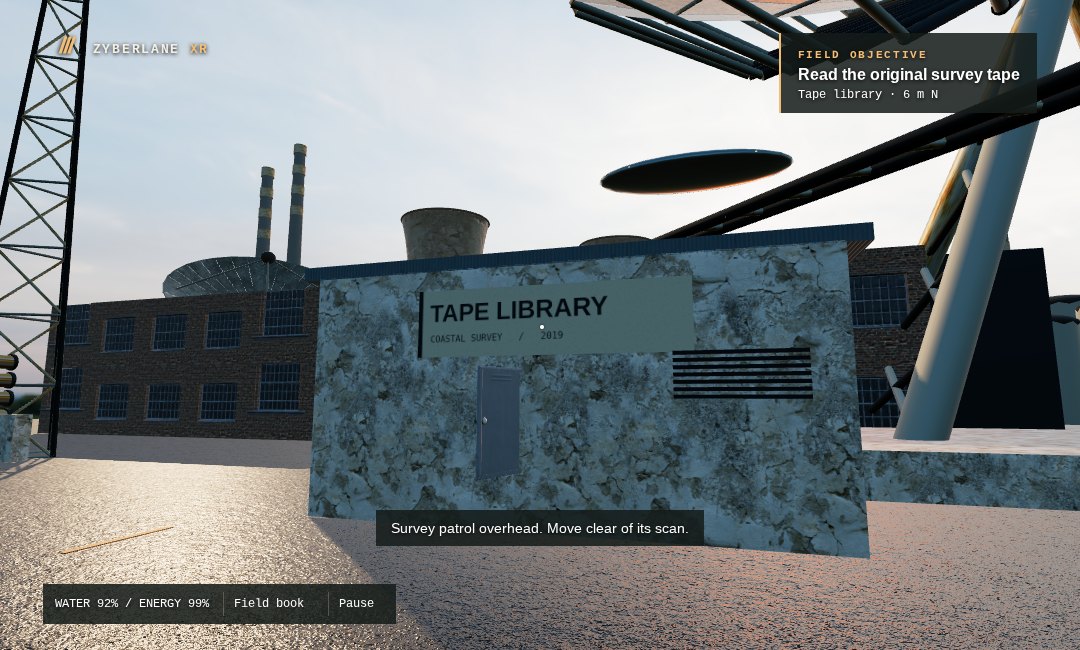 ZYBERLANE XR
FIELD OBJECTIVE
Read the original survey tape
Tape library · 6 m N
TAPE LIBRARY
COASTAL SURVEY / 2019
Survey patrol overhead. Move clear of its scan.
WATER 92% / ENERGY 99%
Field book
Pause